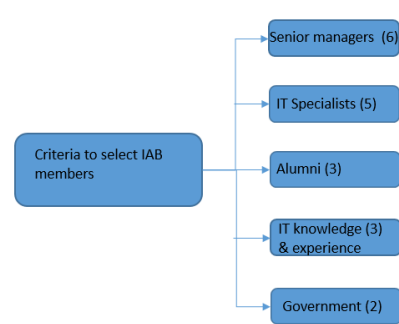 Senior managers (6)
IT Specialists (5)
Criteria to select IAB
members
Alumni (3)
IT knowledge (3)
& experience
Government (2)